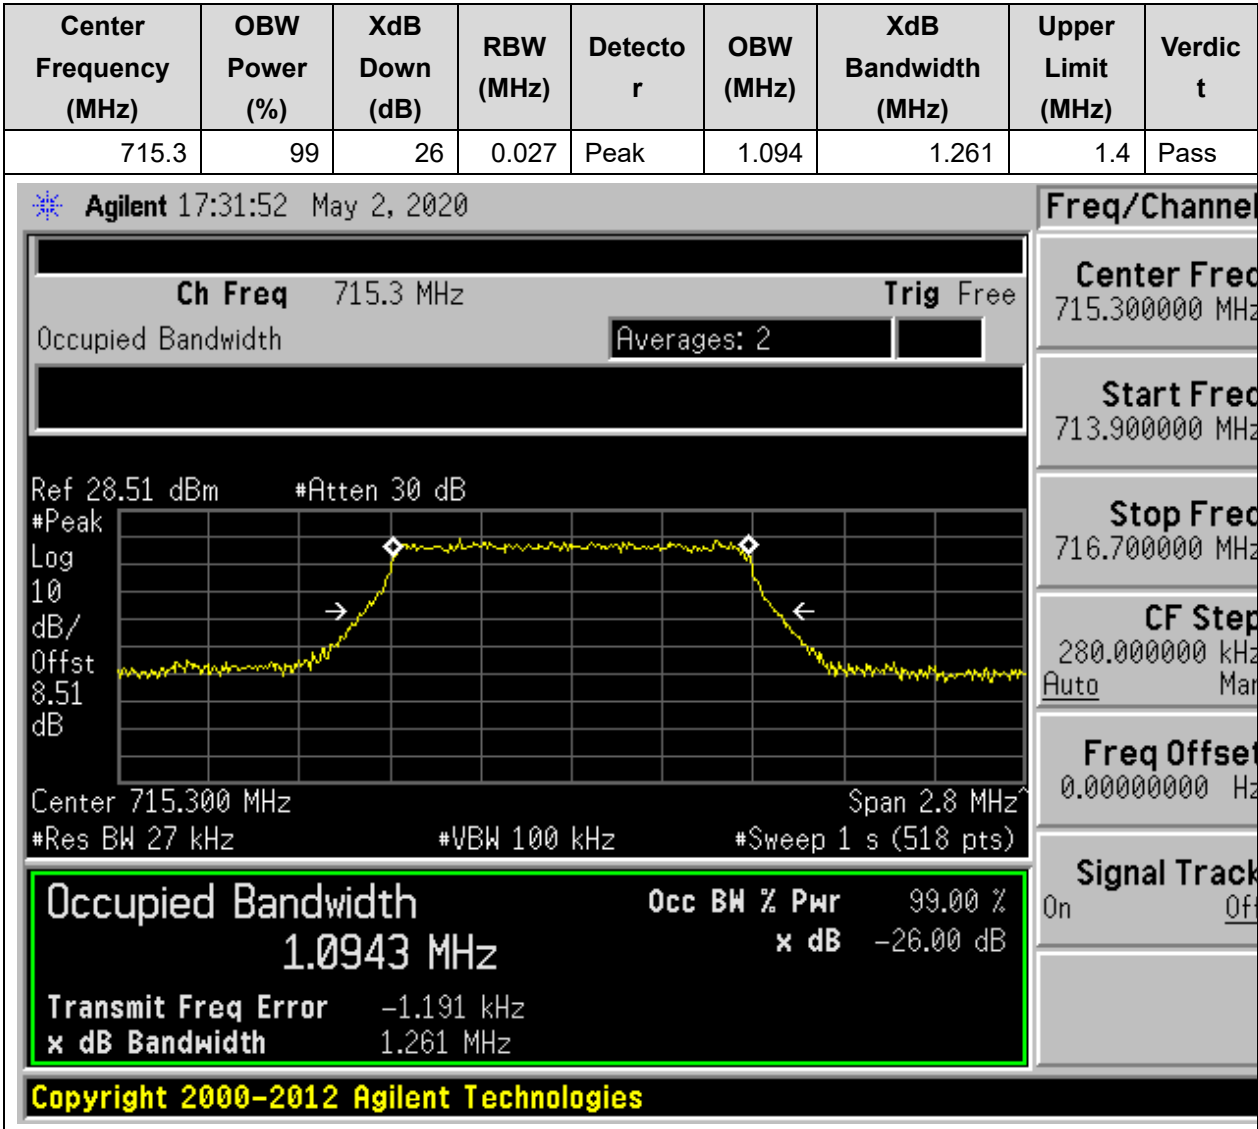 Center Frequency (MHz) OBW Power (%) XdB Down (dB) RBW (MHz) Detector OBW (MHz) XdB Bandwidth (MHz) Upper Limit (MHz) Verdict
715.3 99 26 0.027 Peak 1.094 1.261 1.4 Pass
Agilent 17:31:52 May 2, 2020
Freq/Channel
Ch Freq 715.3 MHz Trig Free
Occupied Bandwidth Averages: 2
Center Freq
715.300000 MHz
Start Freq
713.900000 MHz
Stop Freq
716.700000 MHz
CF Step
280.000000 kHz
Auto Man
Freq Offset
0.00000000 Hz
Signal Track
On Off
Ref 28.51 dBm #Atten 30 dB
#Peak
Log
10
dB/
Offst
8.51
dB
Center 715.300 MHz Span 2.8 MHz^
#Res BW 27 kHz #VBW 100 kHz #Sweep 1 s (518 pts)
Occupied Bandwidth Occ BW % Pwr 99.00 %
1.0943 MHz x dB -26.00 dB
Transmit Freq Error -1.191 kHz
x dB Bandwidth 1.261 MHz
Copyright 2000-2012 Agilent Technologies